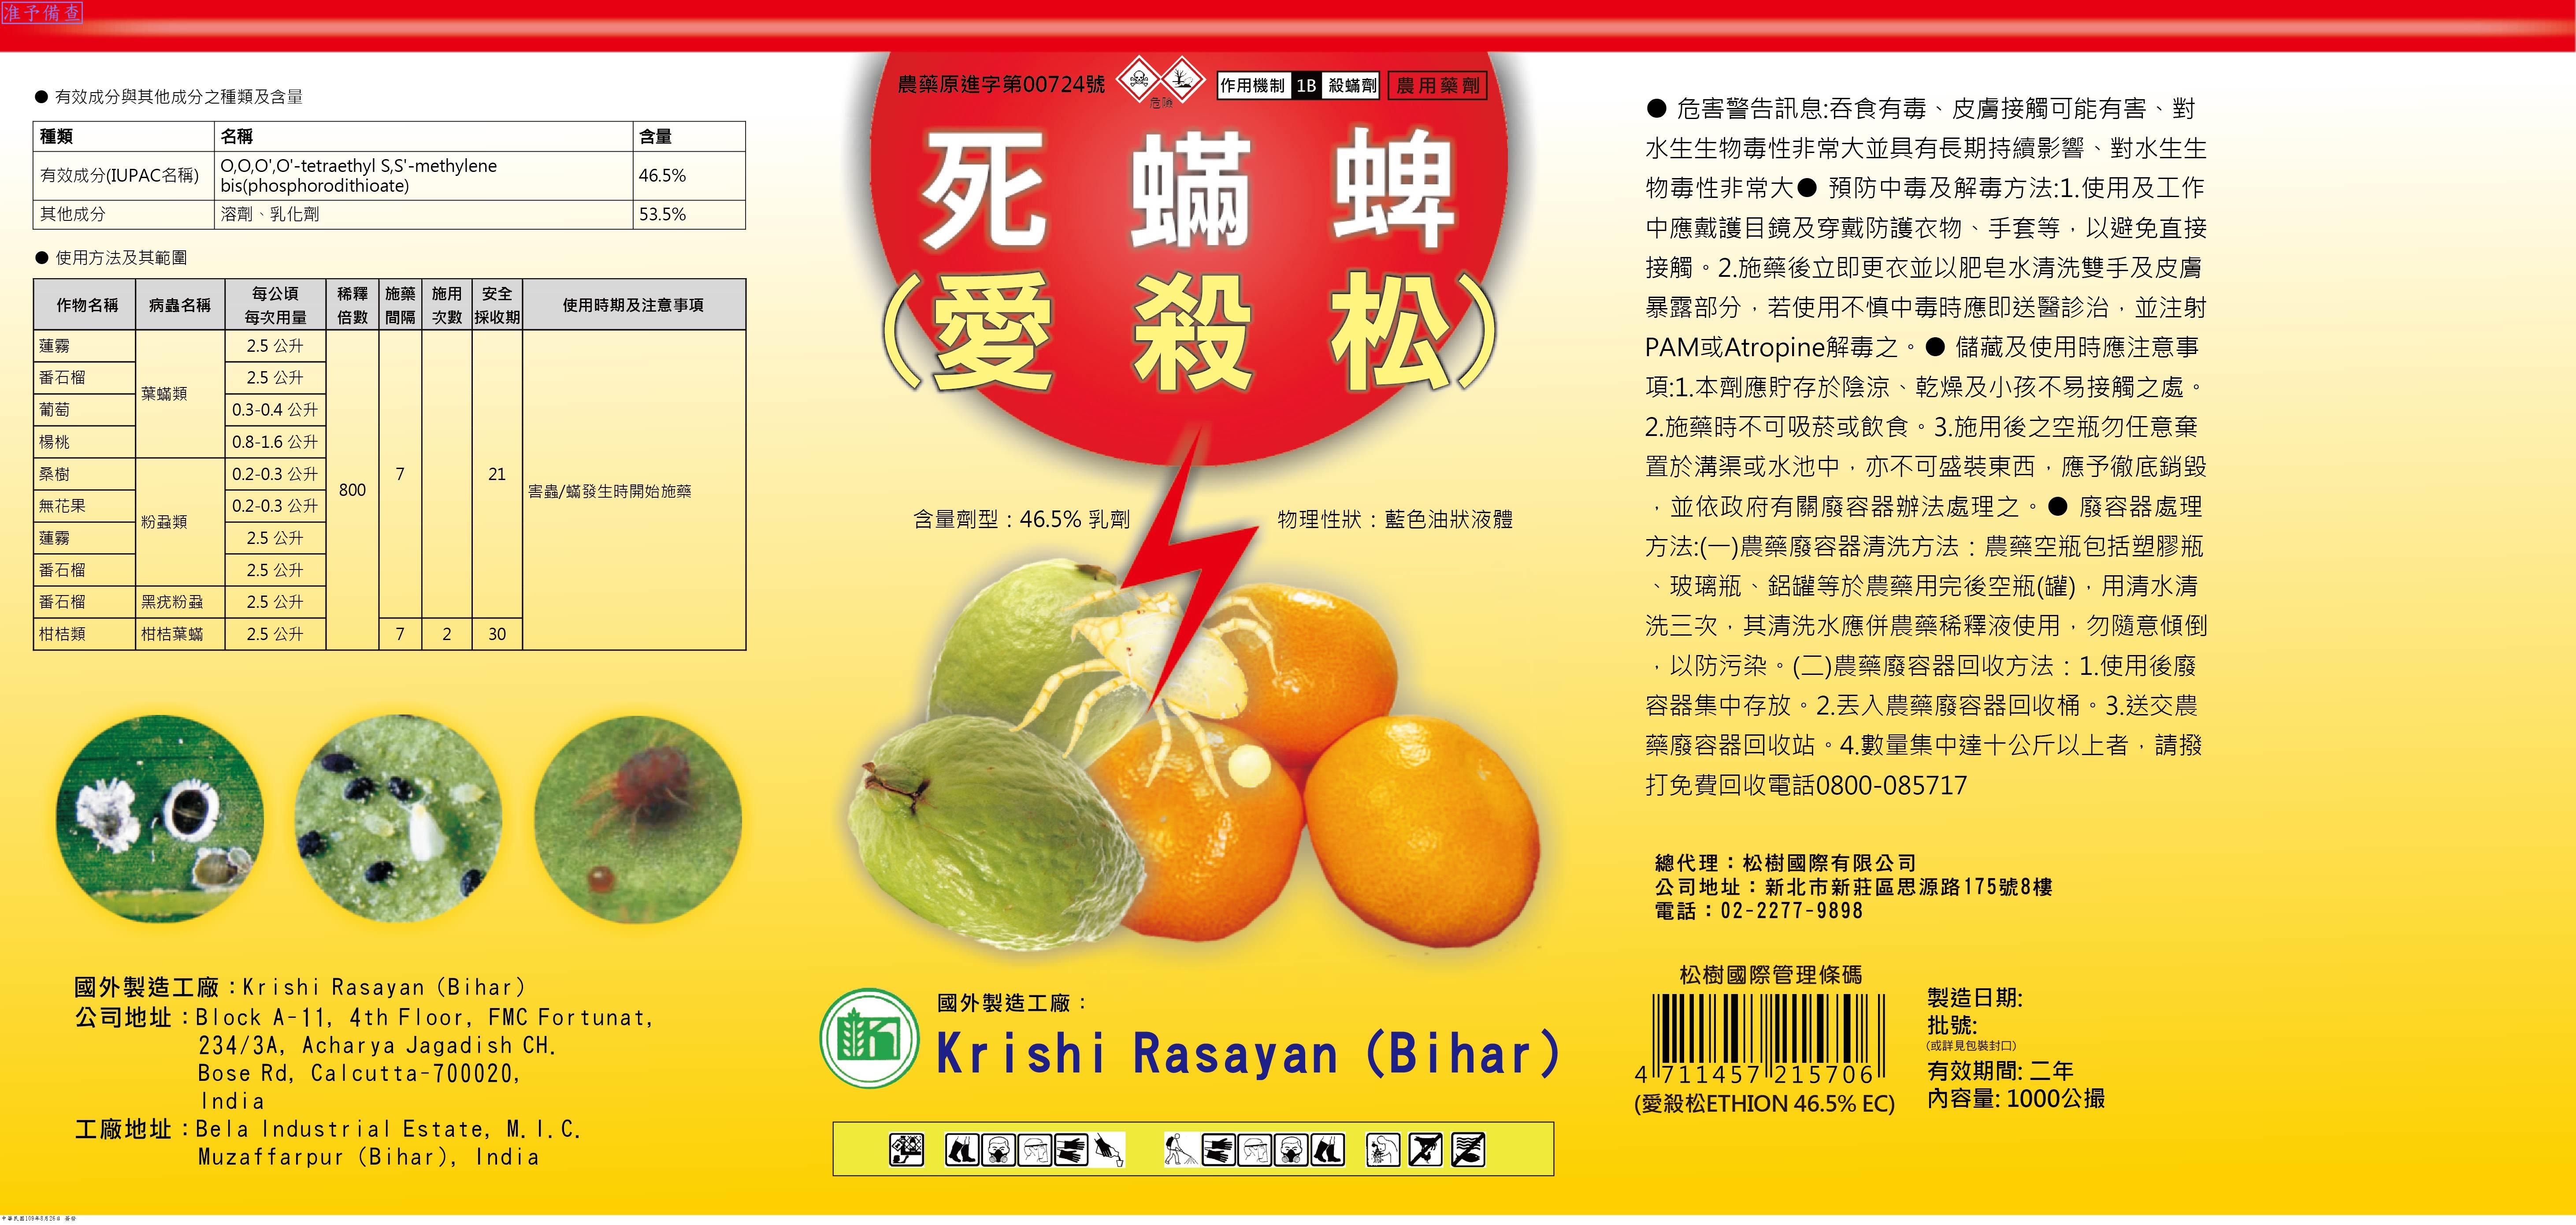 准予備查
● 有效成分與其他成分之種類及含量
種類 名稱 含量
有效成分(IUPAC名稱) O,O,O',O'-tetraethyl S,S'-methylene bis(phosphorodithioate) 46.5%
其他成分 溶劑、乳化劑 53.5%
● 使用方法及其範圍
作物名稱 病蟲名稱 每公頃每次用量 稀釋倍數 施藥間隔 施用次數 安全採收期 使用時期及注意事項
蓮霧 葉蟎類 2.5 公升 800 7 21 害蟲/蟎發生時開始施藥
番石榴 2.5 公升
葡萄 0.3-0.4 公升
楊桃 0.8-1.6 公升
桑樹 粉蝨類 0.2-0.3 公升
無花果 0.2-0.3 公升
蓮霧 2.5 公升
番石榴 2.5 公升
番石榴 黑疣粉蝨 2.5 公升
柑桔類 柑桔葉蟎 2.5 公升 7 2 30
國外製造工廠：Krishi Rasayan (Bihar)
公司地址：Block A-11, 4th Floor, FMC Fortunat,
234/3A, Acharya Jagadish CH.
Bose Rd, Calcutta-700020,
India
工廠地址：Bela Industrial Estate, M.I.C.
Muzaffarpur (Bihar), India
農藥原進字第00724號 危險 作用機制 1B 殺蟎劑 農用藥劑
死 蟎 蜱
(愛 殺 松)
含量劑型：46.5% 乳劑 物理性狀：藍色油狀液體
國外製造工廠：
Krishi Rasayan (Bihar)
● 危害警告訊息:吞食有毒、皮膚接觸可能有害、對
水生生物毒性非常大並具有長期持續影響、對水生生
物毒性非常大● 預防中毒及解毒方法:1.使用及工作
中應戴護目鏡及穿戴防護衣物、手套等，以避免直接
接觸。2.施藥後立即更衣並以肥皂水清洗雙手及皮膚
暴露部分，若使用不慎中毒時應即送醫診治，並注射
PAM或Atropine解毒之。● 儲藏及使用時應注意事
項:1.本劑應貯存於陰涼、乾燥及小孩不易接觸之處。
2.施藥時不可吸菸或飲食。3.施用後之空瓶勿任意棄
置於溝渠或水池中，亦不可盛裝東西，應予徹底銷毀
，並依政府有關廢容器辦法處理之。● 廢容器處理
方法:(一)農藥廢容器清洗方法：農藥空瓶包括塑膠瓶
、玻璃瓶、鋁罐等於農藥用完後空瓶(罐)，用清水清
洗三次，其清洗水應併農藥稀釋液使用，勿隨意傾倒
，以防污染。(二)農藥廢容器回收方法：1.使用後廢
容器集中存放。2.丟入農藥廢容器回收桶。3.送交農
藥廢容器回收站。4.數量集中達十公斤以上者，請撥
打免費回收電話0800-085717
總代理：松樹國際有限公司
公司地址：新北市新莊區思源路175號8樓
電話：02-2277-9898
松樹國際管理條碼
4 711457 215706
(愛殺松ETHION 46.5% EC)
製造日期:
批號:
(或詳見包裝封口)
有效期間: 二年
內容量: 1000公撮
中華民國109年8月26日